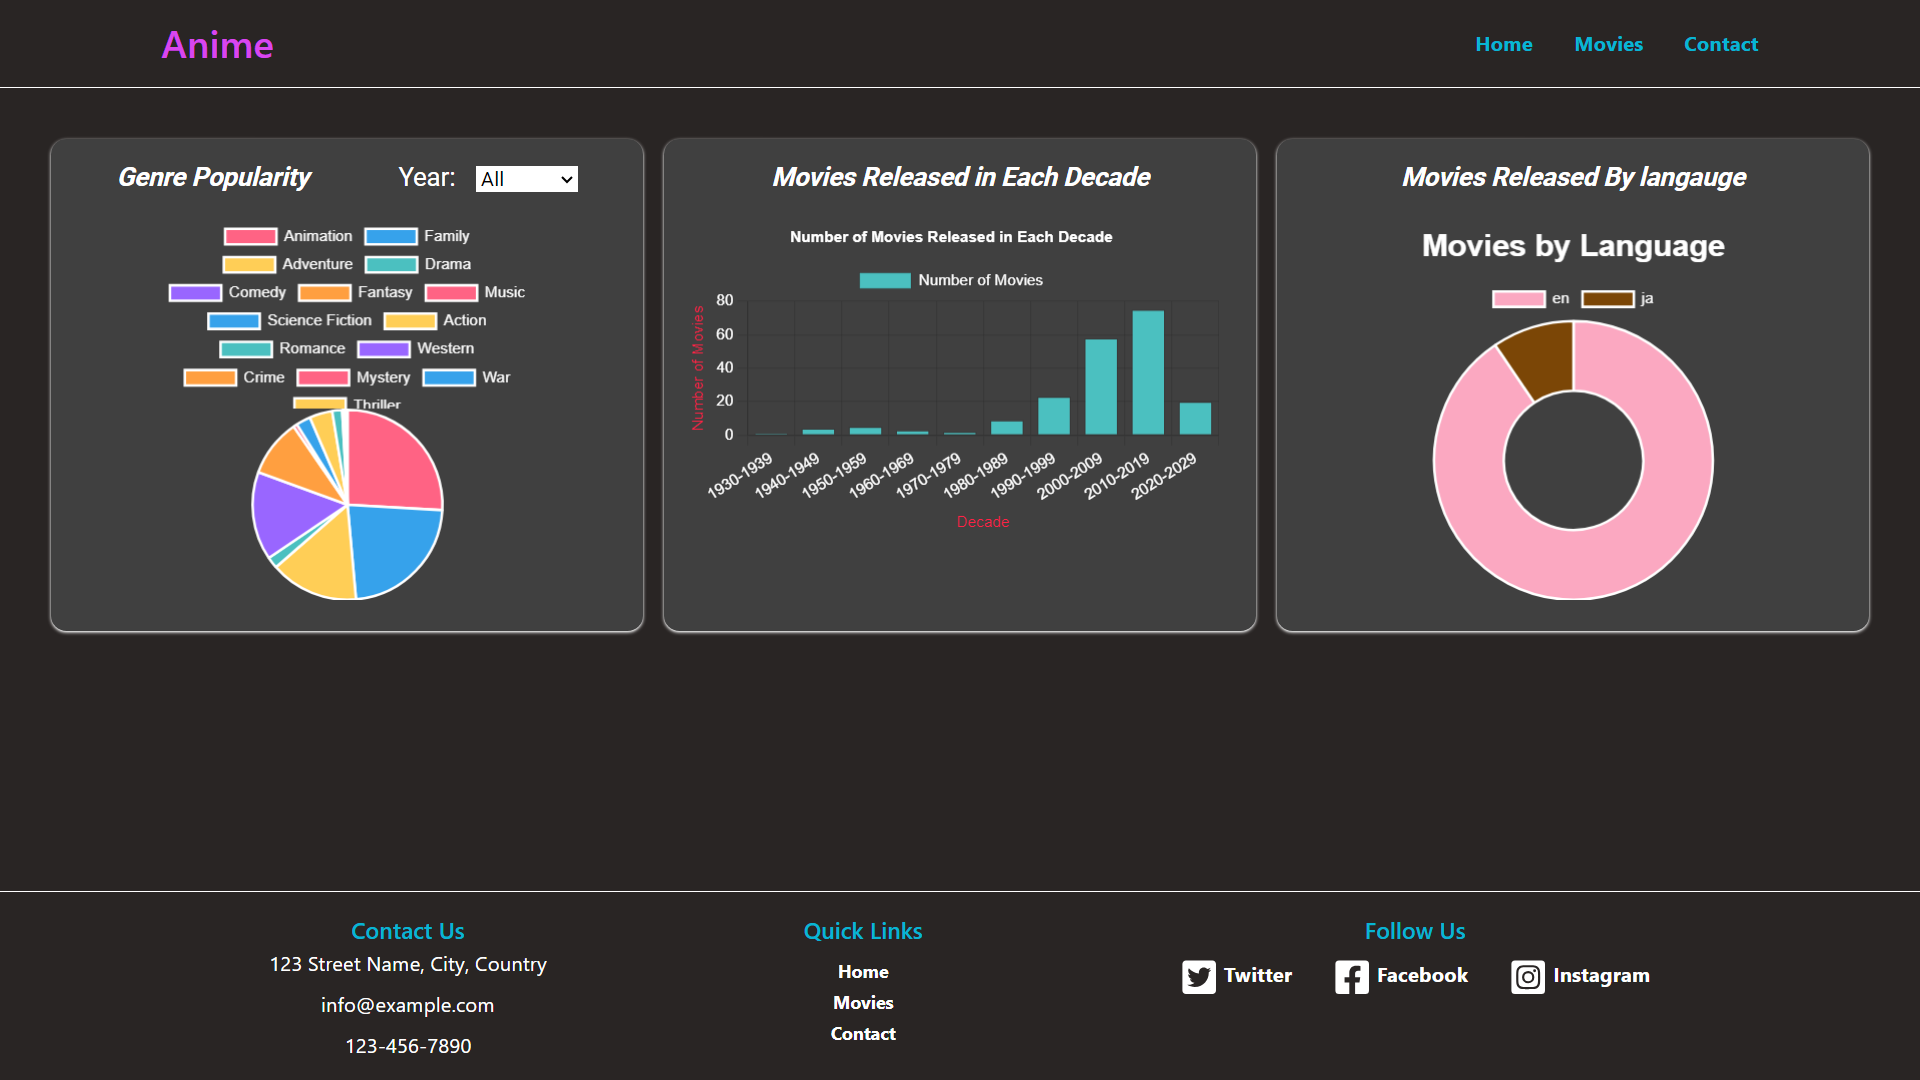 Anime
Home Movies Contact
Genre Popularity Year: All
Animation Family
Adventure Drama
Comedy Fantasy Music
Science Fiction Action
Romance Western
Crime Mystery War
Thriller
Movies Released in Each Decade
Number of Movies Released in Each Decade
Number of Movies
Number of Movies
80
60
40
20
0
1930-1939 1940-1949 1950-1959 1960-1969 1970-1979 1980-1989 1990-1999 2000-2009 2010-2019 2020-2029
Decade
Movies Released By langauge
Movies by Language
en ja
Contact Us
123 Street Name, City, Country
info@example.com
123-456-7890
Quick Links
Home
Movies
Contact
Follow Us
Twitter Facebook Instagram